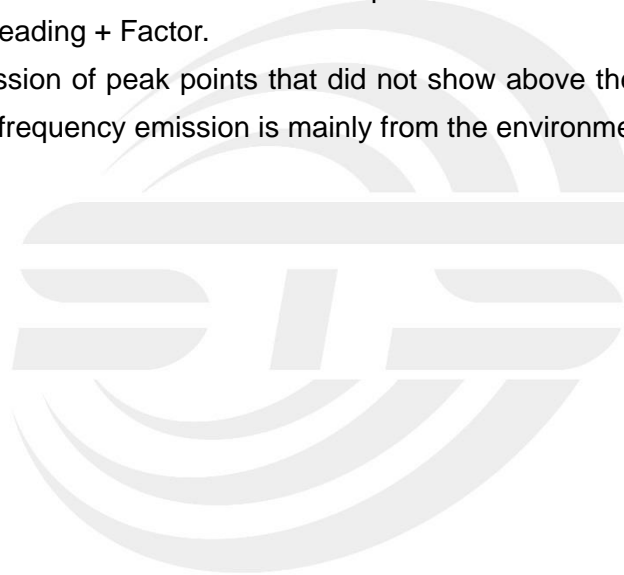 eading + Factor.
ssion of peak points that did not show above the
frequency emission is mainly from the environme
STS